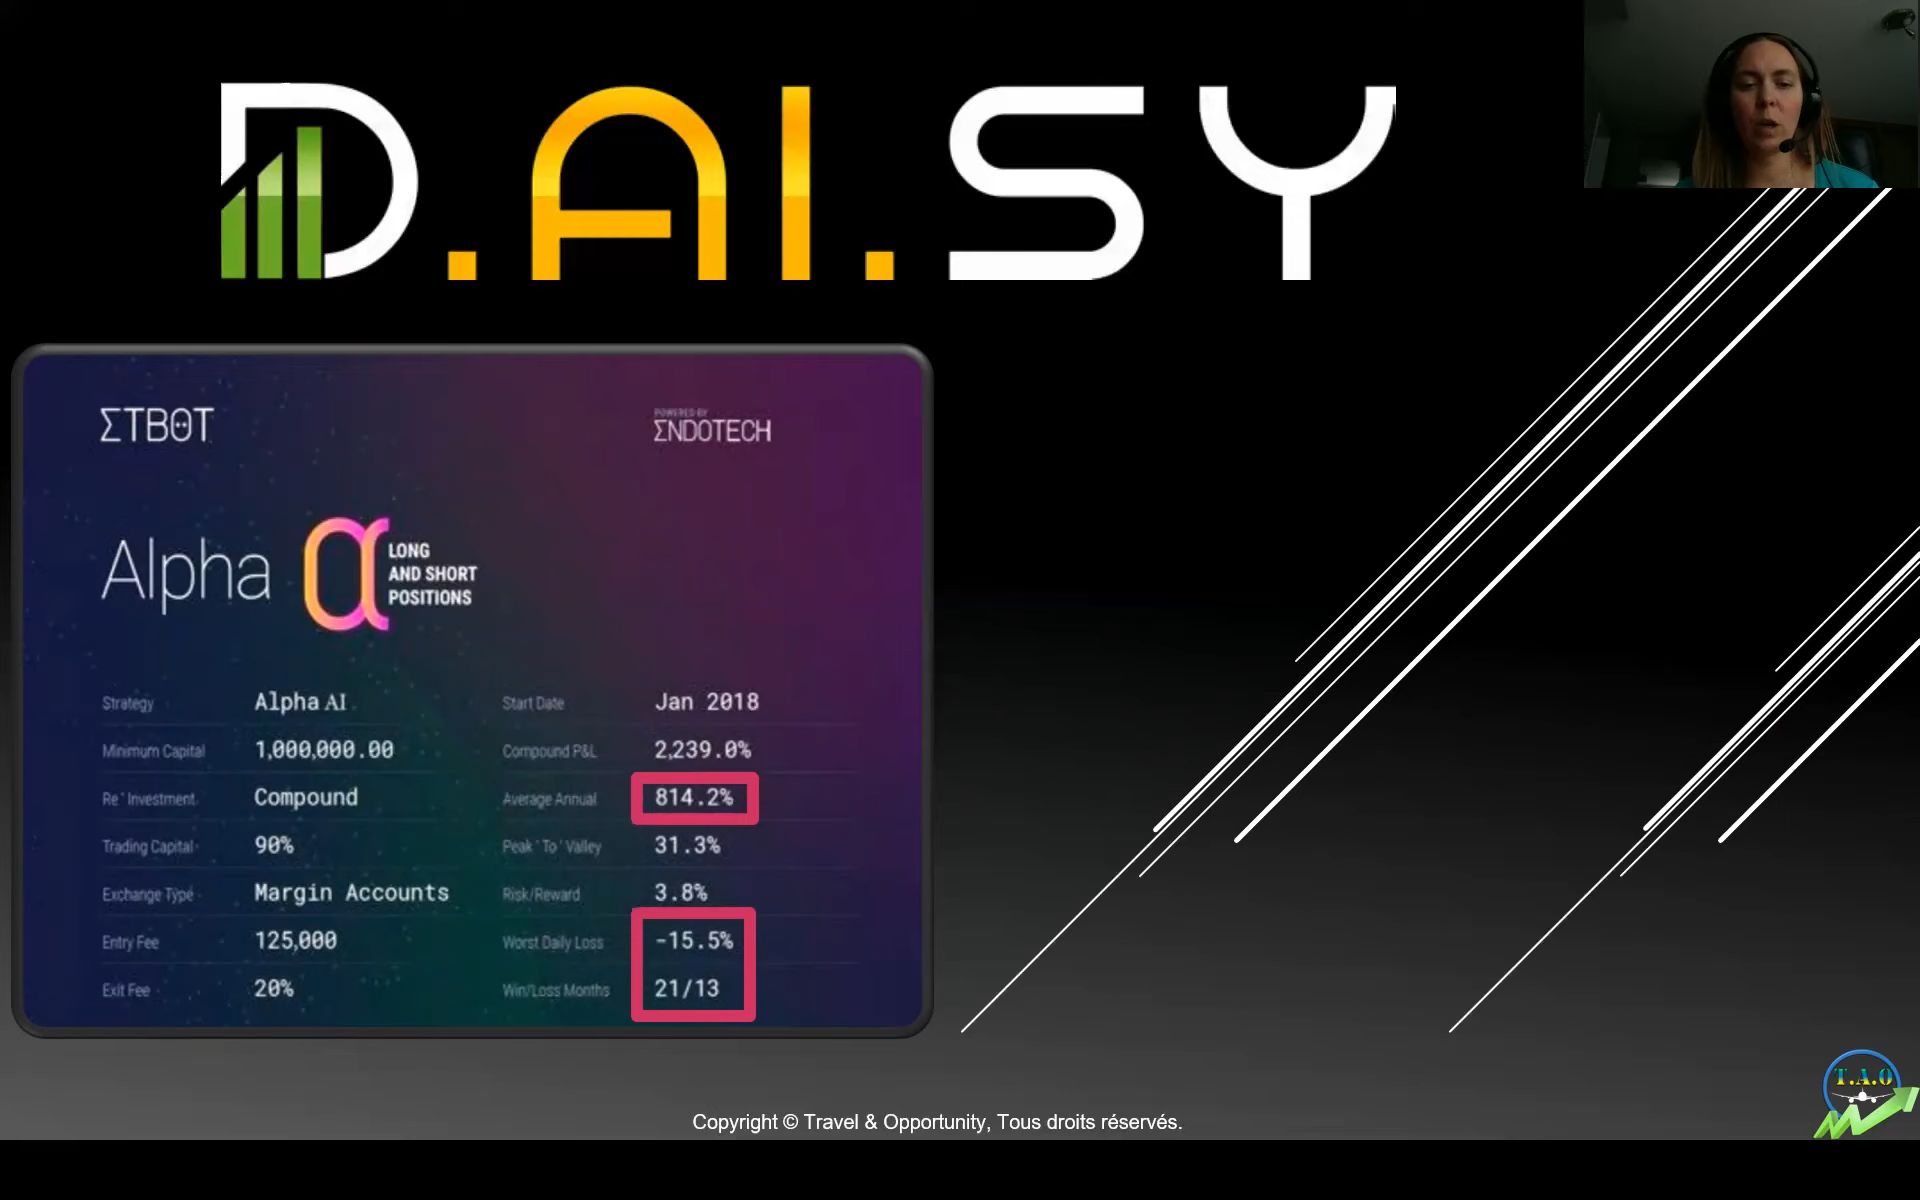 D.AI.SY
ΣTBOT
POWERED BY
ΣNDOTECH
Alpha α LONG
AND SHORT
POSITIONS
Strategy Alpha AI Start Date Jan 2018
Minimum Capital 1,000,000.00 Compound P&L 2,239.0%
Re'Investment Compound Average Annual 814.2%
Trading Capital 90% Peak'To'Valley 31.3%
Exchange Type Margin Accounts Risk/Reward 3.8%
Entry Fee 125,000 Worst Daily Loss -15.5%
Exit Fee 20% Win/Loss Months 21/13
T.A.O
Copyright © Travel & Opportunity, Tous droits réservés.